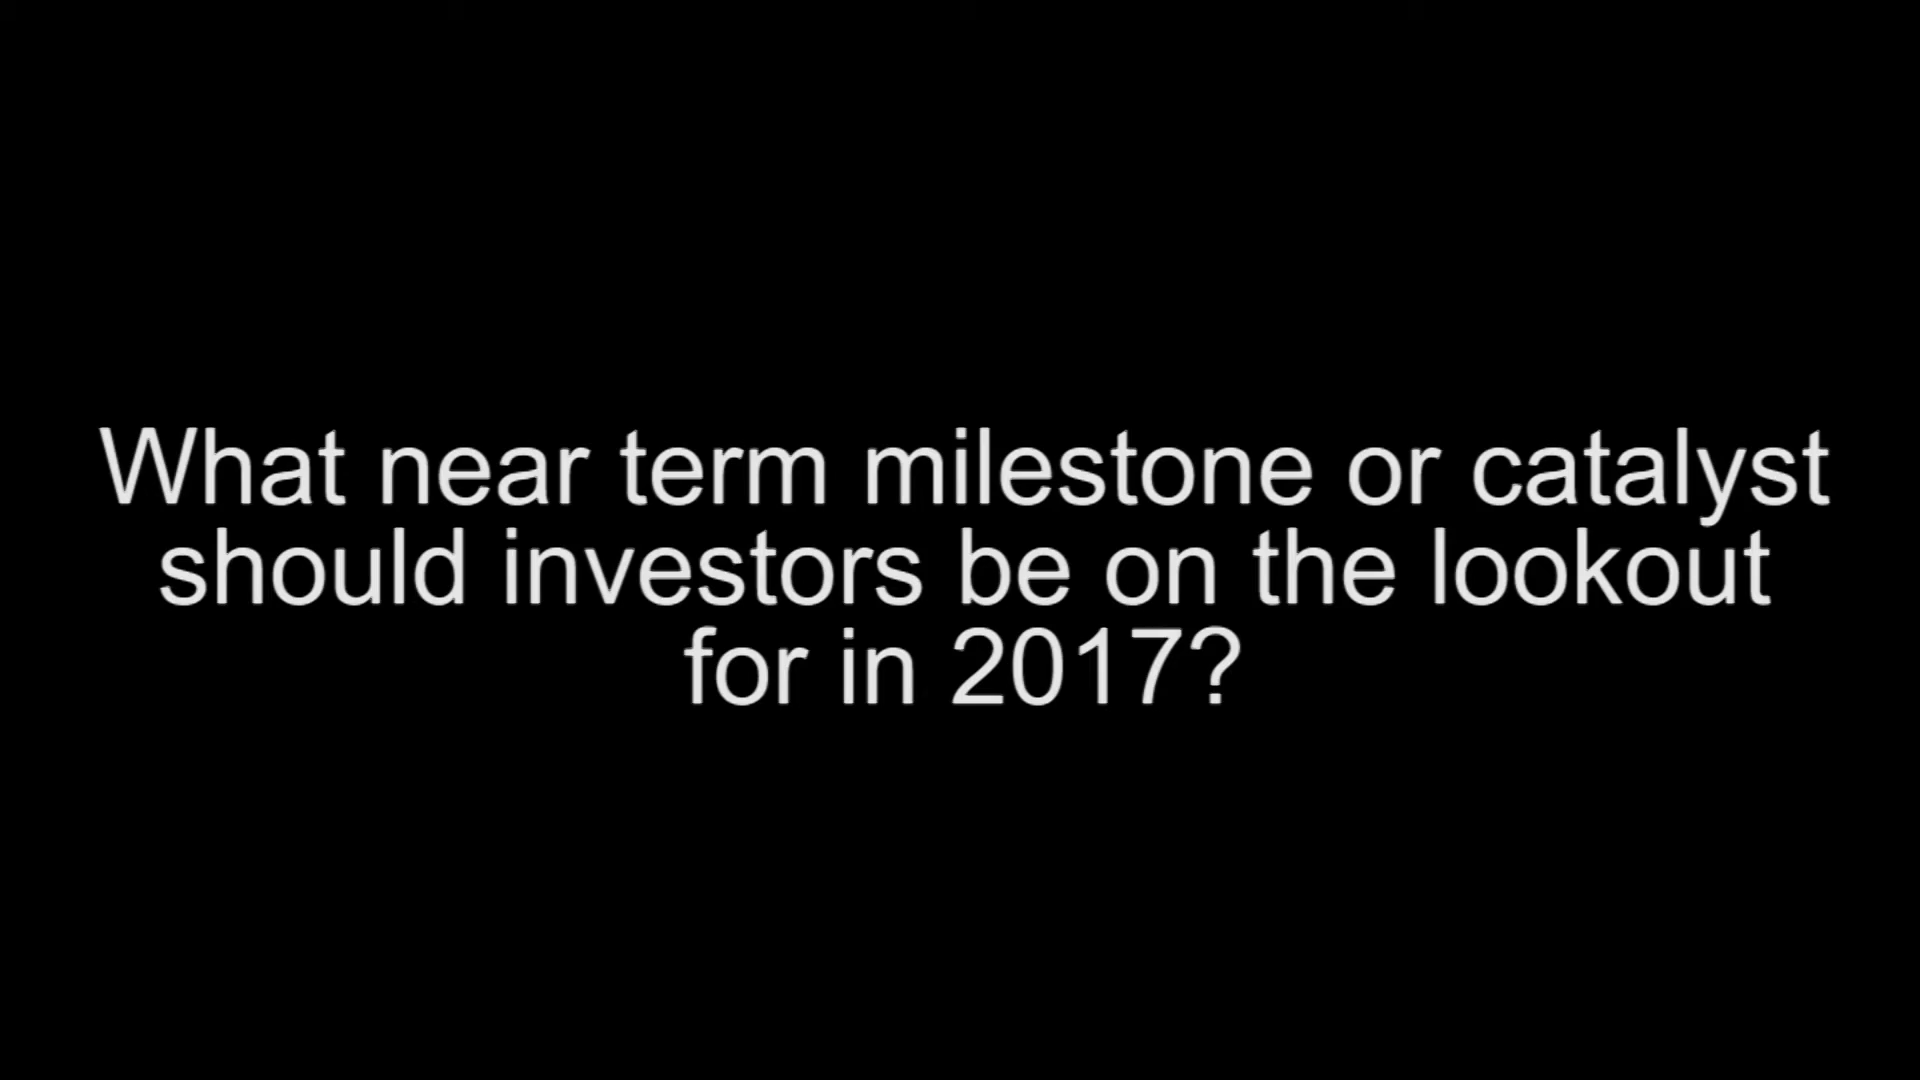 What near term milestone or catalyst
should investors be on the lookout
for in 2017?